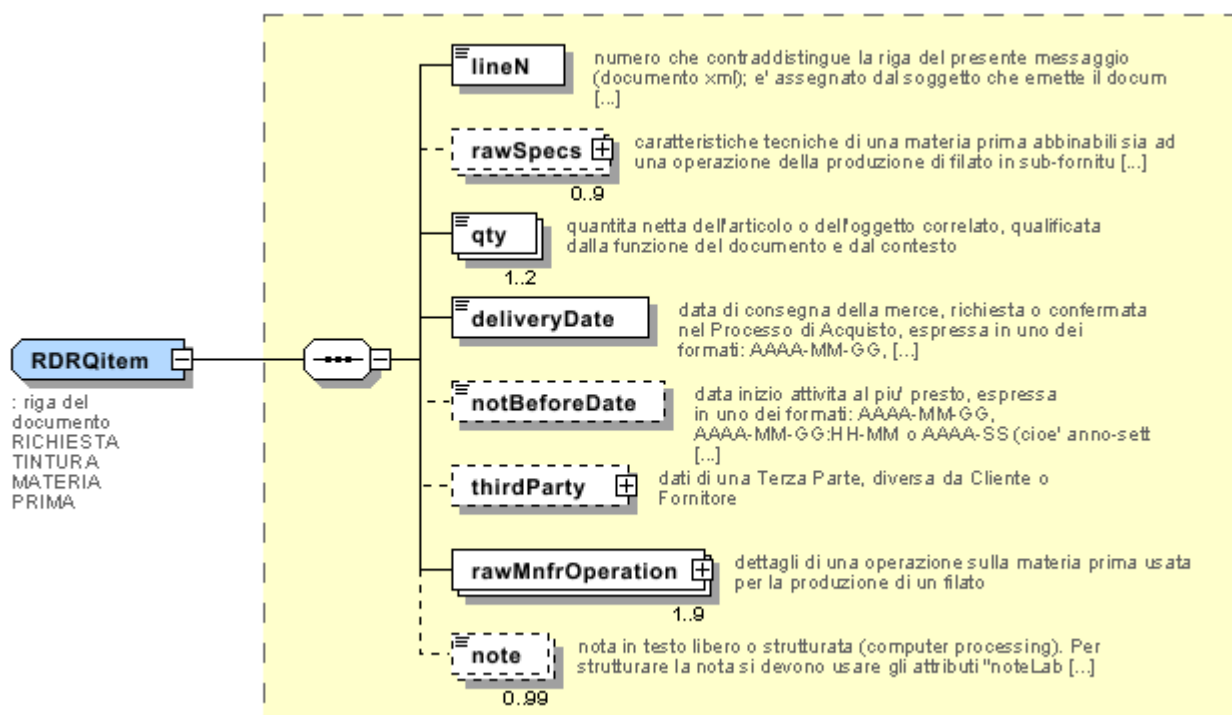 lineN
numero che contraddistingue la riga del presente messaggio
(documento xml); e' assegnato dal soggetto che emette il docum
[...]
rawSpecs
caratteristiche tecniche di una materia prima abbinabili sia ad
una operazione della produzione di filato in sub-fornitu [...]
0..9
qty
quantita netta dell'articolo o dell'oggetto correlato, qualificata
dalla funzione del documento e dal contesto
1..2
deliveryDate
data di consegna della merce, richiesta o confermata
nel Processo di Acquisto, espressa in uno dei
formati: AAAA-MM-GG, [...]
RDRQitem
: riga del
documento
RICHIESTA
TINTURA
MATERIA
PRIMA
notBeforeDate
data inizio attivita al piu' presto, espressa
in uno dei formati: AAAA-MM-GG,
AAAA-MM-GG:HH-MM o AAAA-SS (cioe' anno-sett
[...]
thirdParty
dati di una Terza Parte, diversa da Cliente o
Fornitore
rawMnfrOperation
dettagli di una operazione sulla materia prima usata
per la produzione di un filato
1..9
note
nota in testo libero o strutturata (computer processing). Per
strutturare la nota si devono usare gli attributi "noteLab [...]
0..99